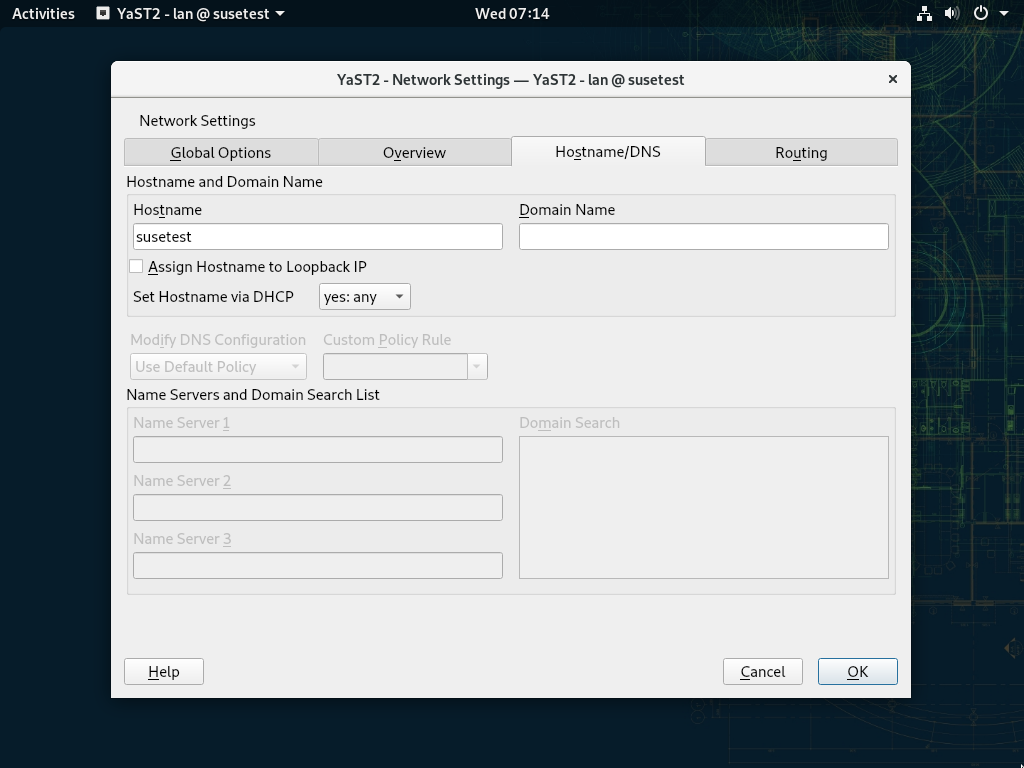 Activities YaST2 - lan @ susetest Wed 07:14
YaST2 - Network Settings — YaST2 - lan @ susetest
Network Settings
Global Options Overview Hostname/DNS Routing
Hostname and Domain Name
Hostname Domain Name
susetest
Assign Hostname to Loopback IP
Set Hostname via DHCP yes: any
Modify DNS Configuration Custom Policy Rule
Use Default Policy
Name Servers and Domain Search List
Name Server 1 Domain Search
Name Server 2
Name Server 3
Help Cancel OK